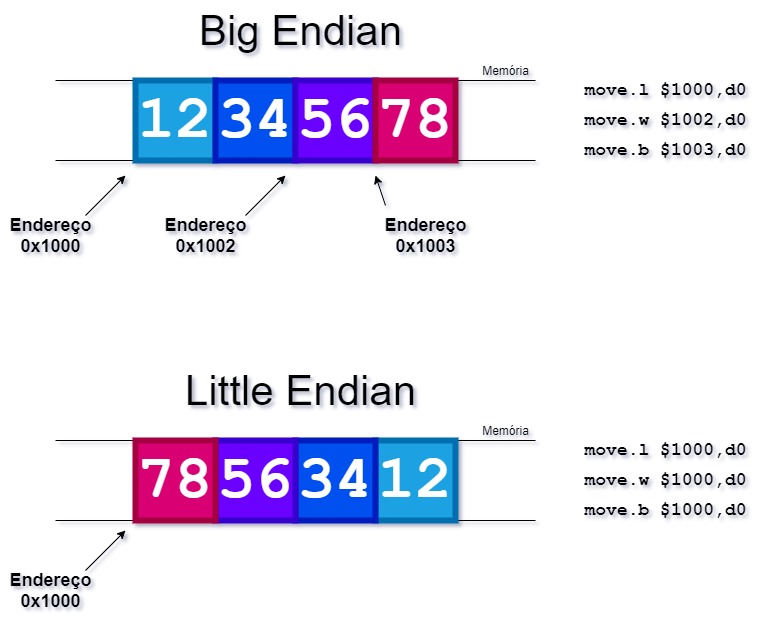 Big Endian
Memória
12 34 56 78
move.l $1000,d0
move.w $1002,d0
move.b $1003,d0
Endereço
0x1000
Endereço
0x1002
Endereço
0x1003
Little Endian
Memória
78 56 34 12
move.l $1000,d0
move.w $1000,d0
move.b $1000,d0
Endereço
0x1000